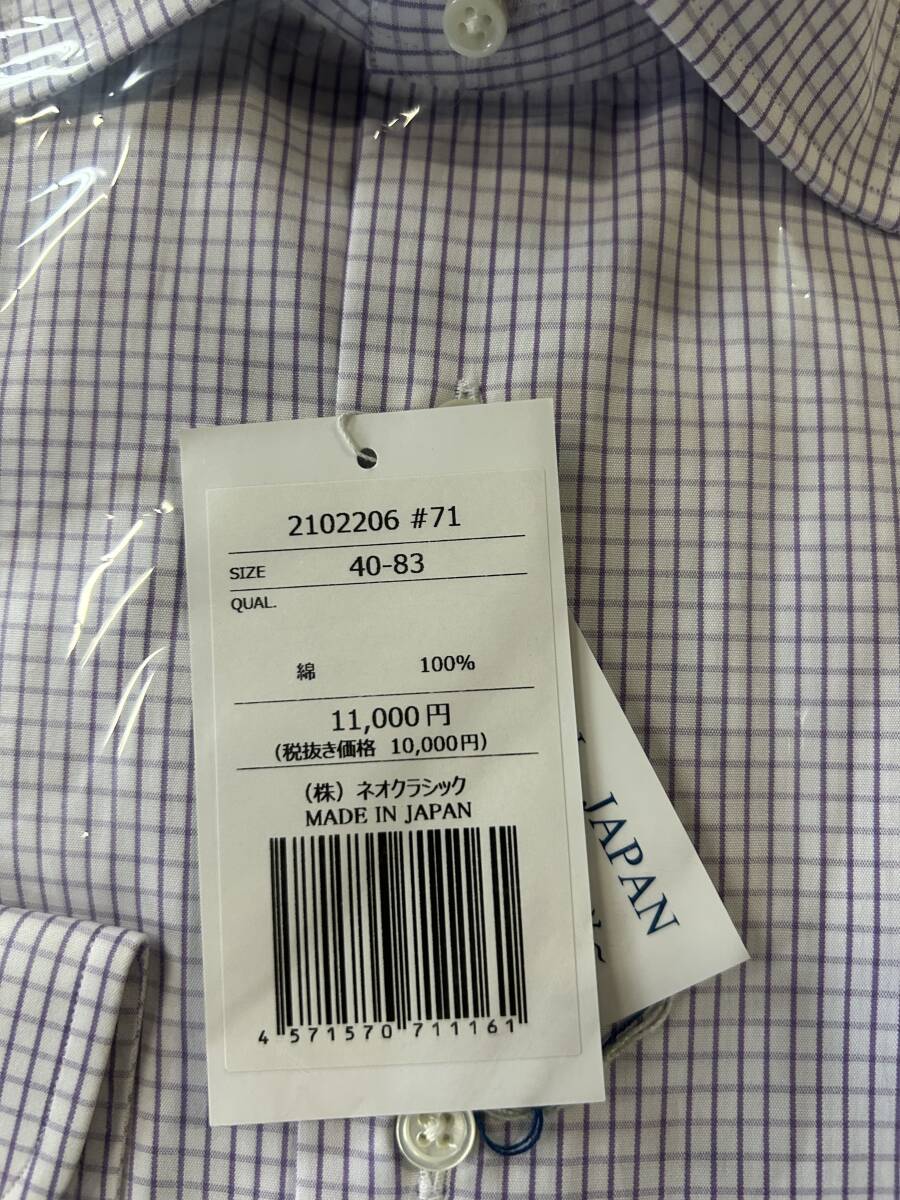 2102206 #71
SIZE 40-83
QUAL.
綿 100%
11,000円
(税抜き価格 10,000円)
(株) ネオクラシック
MADE IN JAPAN
4 571570 711161
JAPAN